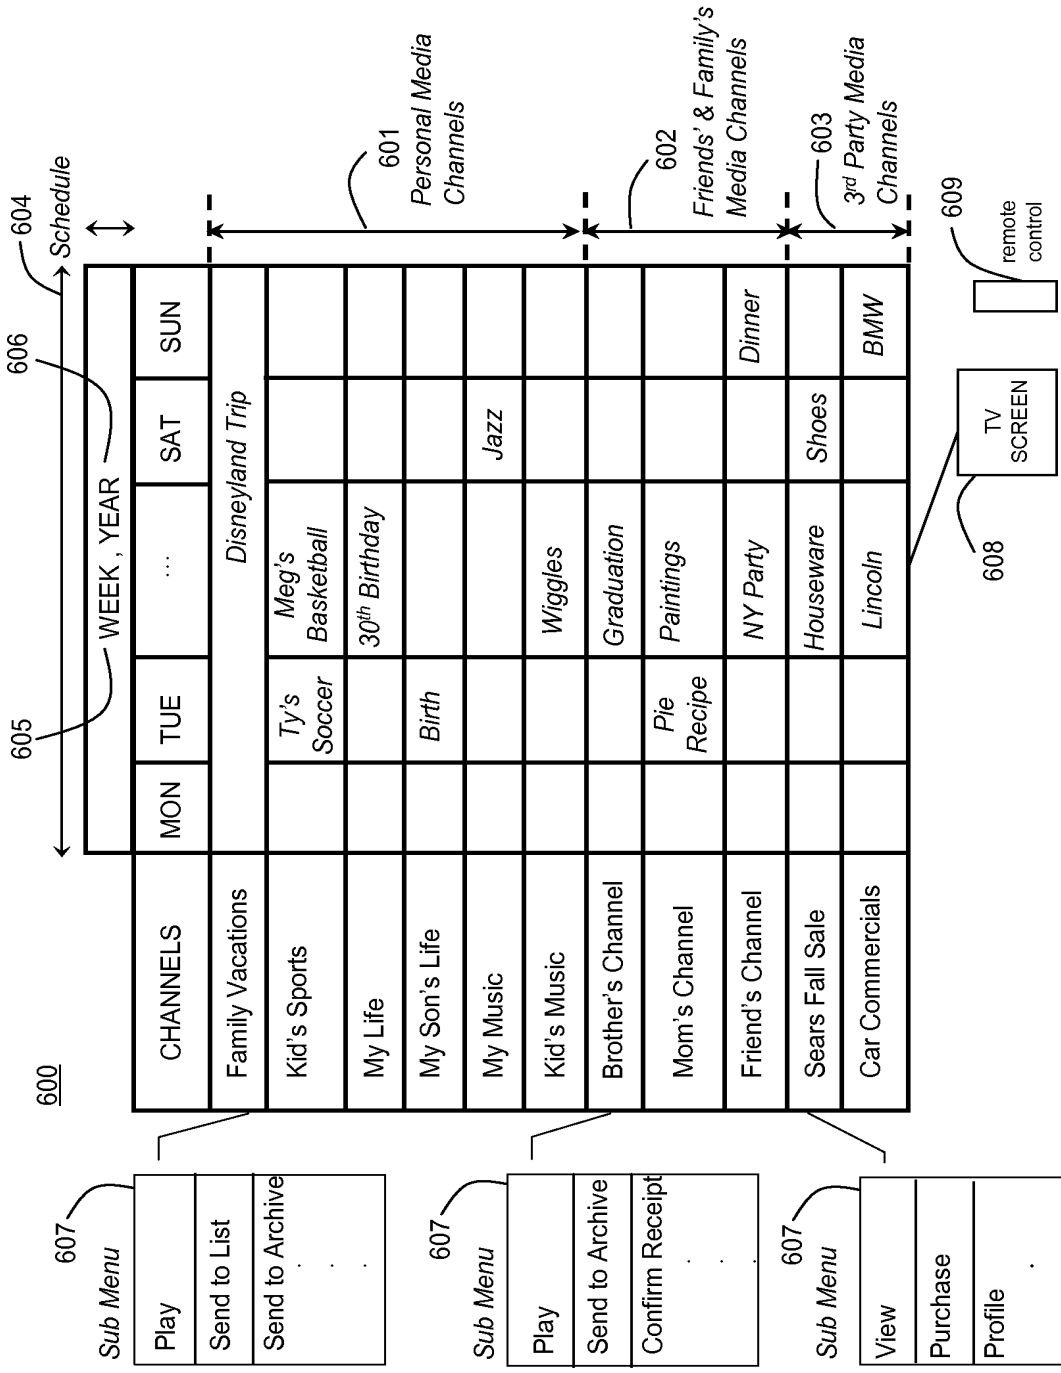 600
604
Schedule
605
606
WEEK , YEAR
CHANNELS
MON
TUE
....
SAT
SUN
Family Vacations
Disneyland Trip
Kid's Sports
Ty's
Soccer
Meg's
Basketball
My Life
30th Birthday
My Son's Life
Birth
My Music
Jazz
Kid's Music
Wiggles
Brother's Channel
Graduation
Mom's Channel
Pie
Recipe
Paintings
Friend's Channel
NY Party
Dinner
Sears Fall Sale
Houseware
Shoes
Car Commercials
Lincoln
BMW
601
Personal Media
Channels
602
Friends' & Family's
Media Channels
603
3rd Party Media
Channels
607
Sub Menu
Play
Send to List
Send to Archive
607
Sub Menu
Play
Send to Archive
Confirm Receipt
607
Sub Menu
View
Purchase
Profile
608
TV
SCREEN
609
remote
control